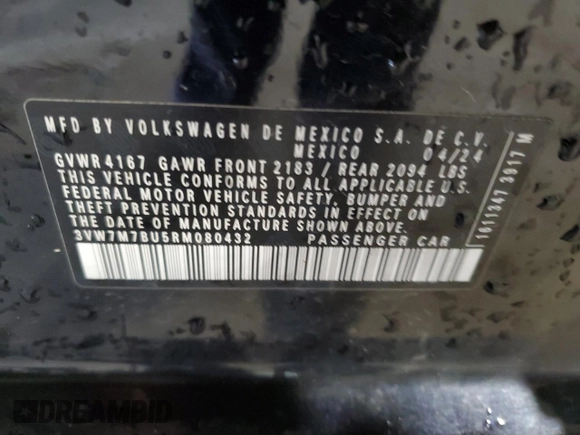 MFD BY VOLKSWAGEN DE MEXICO S.A. DE C.V.
MEXICO 04/24
GVWR 4167 GAWR FRONT 2183 / REAR 2094 LBS
THIS VEHICLE CONFORMS TO ALL APPLICABLE U.S.
FEDERAL MOTOR VEHICLE SAFETY, BUMPER AND
THEFT PREVENTION STANDARDS IN EFFECT ON
THE DATE OF MANUFACTURE SHOWN ABOVE.
3VW7M7BU5RM080432 PASSENGER CAR
1611347 3917 M
DREAMBID